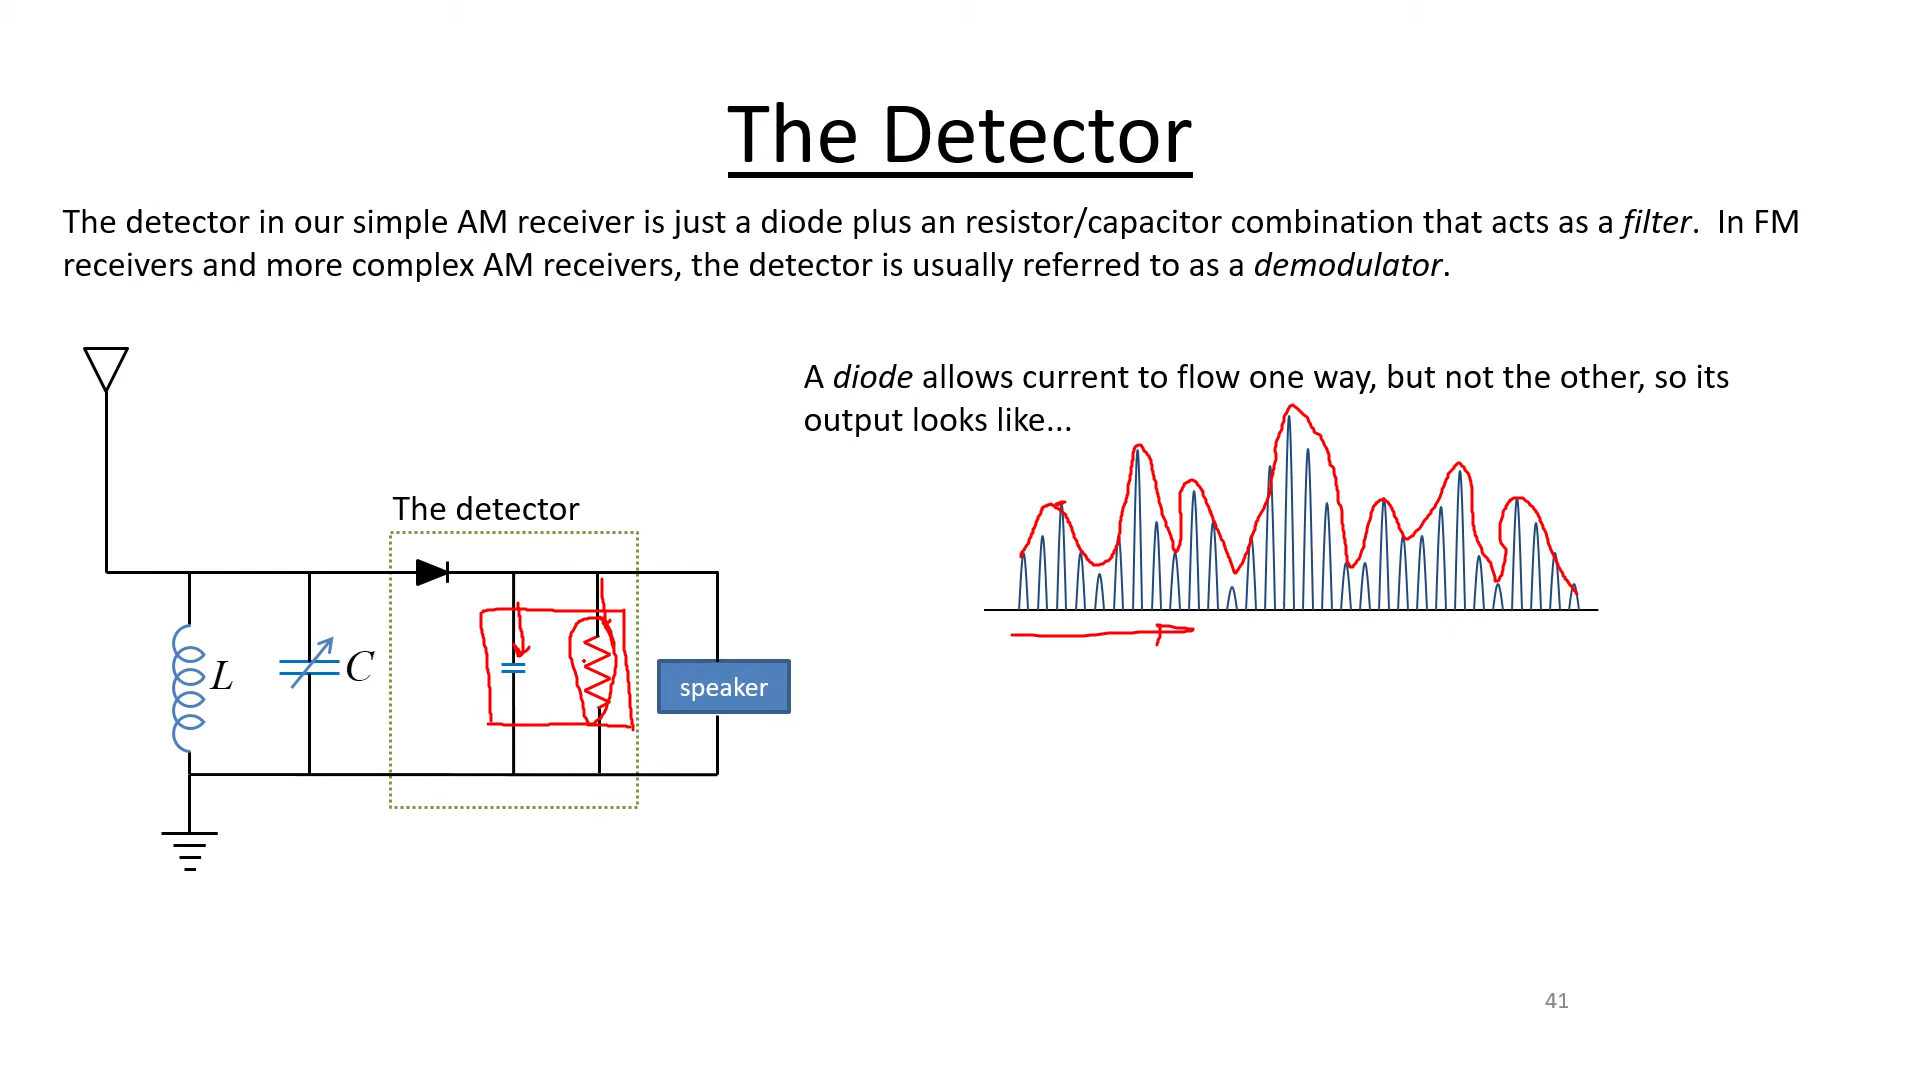 The Detector
The detector in our simple AM receiver is just a diode plus an resistor/capacitor combination that acts as a filter.  In FM
receivers and more complex AM receivers, the detector is usually referred to as a demodulator.
A diode allows current to flow one way, but not the other, so its
output looks like...
The detector
L
C
speaker
41